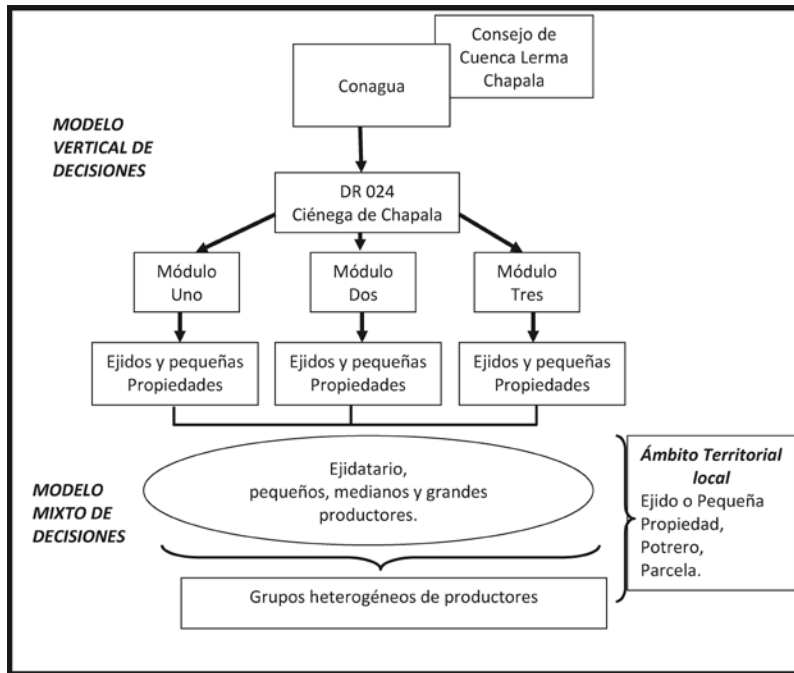 Consejo de
Cuenca Lerma
Chapala
Conagua
MODELO
VERTICAL DE
DECISIONES
DR 024
Ciénega de Chapala
Módulo
Uno
Módulo
Dos
Módulo
Tres
Ejidos y pequeñas
Propiedades
Ejidos y pequeñas
Propiedades
Ejidos y pequeñas
Propiedades
MODELO
MIXTO DE
DECISIONES
Ejidatario,
pequeños, medianos y grandes
productores.
Ámbito Territorial
local
Ejido o Pequeña
Propiedad,
Potrero,
Parcela.
Grupos heterogéneos de productores